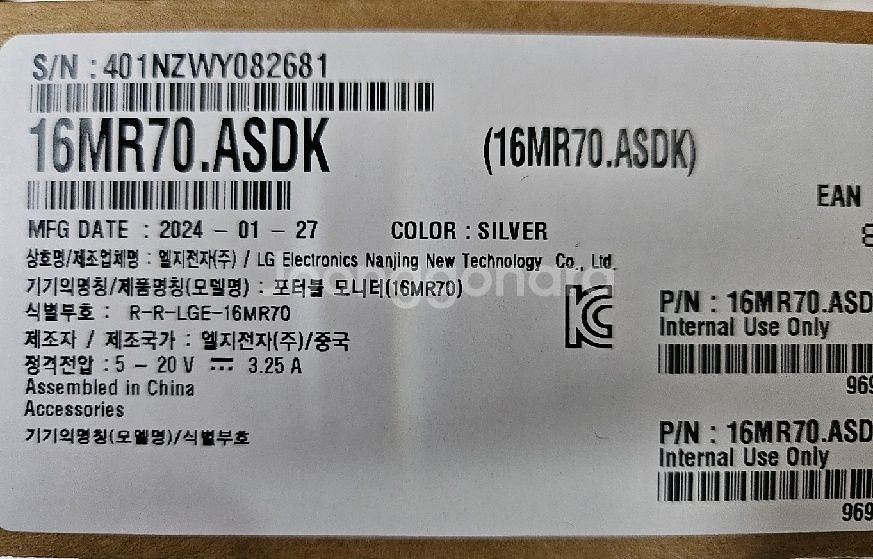 S/N : 401NZWY082681
16MR70.ASDK (16MR70.ASDK)
EAN
MFG DATE : 2024 - 01 - 27 COLOR : SILVER
상호명/제조업체명 : 엘지전자(주) / LG Electronics Nanjing New Technology Co., Ltd.
joonggonara
기기의명칭/제품명칭(모델명) : 포터블 모니터(16MR70)
식별부호 : R-R-LGE-16MR70
제조자 / 제조국가 : 엘지전자(주)/중국
정격전압 : 5 - 20 V ⎓ 3.25 A
Assembled in China
Accessories
기기의명칭(모델명)/식별부호
P/N : 16MR70.ASD
Internal Use Only
969
P/N : 16MR70.ASD
Internal Use Only
969